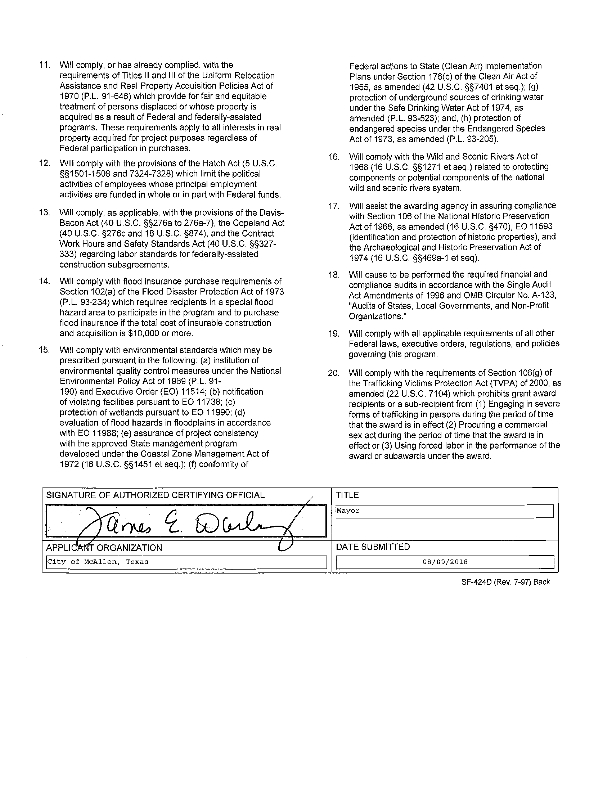 11. Will comply, or has already complied, with the
requirements of Titles II and III of the Uniform Relocation
Assistance and Real Property Acquisition Policies Act of
1970 (P.L. 91-646) which provide for fair and equitable
treatment of persons displaced or whose property is
acquired as a result of Federal and federally-assisted
programs. These requirements apply to all interests in real
property acquired for project purposes regardless of
Federal participation in purchases.
12. Will comply with the provisions of the Hatch Act (5 U.S.C.
§§1501-1508 and 7324-7328) which limit the political
activities of employees whose principal employment
activities are funded in whole or in part with Federal funds.
13. Will comply, as applicable, with the provisions of the Davis-
Bacon Act (40 U.S.C. §§276a to 276a-7), the Copeland Act
(40 U.S.C. §276c and 18 U.S.C. §874), and the Contract
Work Hours and Safety Standards Act (40 U.S.C. §§327-
333) regarding labor standards for federally-assisted
construction subagreements.
14. Will comply with flood insurance purchase requirements of
Section 102(a) of the Flood Disaster Protection Act of 1973
(P.L. 93-234) which requires recipients in a special flood
hazard area to participate in the program and to purchase
flood insurance if the total cost of insurable construction
and acquisition is $10,000 or more.
15. Will comply with environmental standards which may be
prescribed pursuant to the following: (a) institution of
environmental quality control measures under the National
Environmental Policy Act of 1969 (P.L. 91-
190) and Executive Order (EO) 11514; (b) notification
of violating facilities pursuant to EO 11738; (c)
protection of wetlands pursuant to EO 11990; (d)
evaluation of flood hazards in floodplains in accordance
with EO 11988; (e) assurance of project consistency
with the approved State management program
developed under the Coastal Zone Management Act of
1972 (16 U.S.C. §§1451 et seq.); (f) conformity of
Federal actions to State (Clean Air) Implementation
Plans under Section 176(c) of the Clean Air Act of
1955, as amended (42 U.S.C. §§7401 et seq.); (g)
protection of underground sources of drinking water
under the Safe Drinking Water Act of 1974, as
amended (P.L. 93-523); and, (h) protection of
endangered species under the Endangered Species
Act of 1973, as amended (P.L. 93-205).
16. Will comply with the Wild and Scenic Rivers Act of
1968 (16 U.S.C. §§1271 et seq.) related to protecting
components or potential components of the national
wild and scenic rivers system.
17. Will assist the awarding agency in assuring compliance
with Section 106 of the National Historic Preservation
Act of 1966, as amended (16 U.S.C. §470), EO 11593
(identification and protection of historic properties), and
the Archaeological and Historic Preservation Act of
1974 (16 U.S.C. §§469a-1 et seq).
18. Will cause to be performed the required financial and
compliance audits in accordance with the Single Audit
Act Amendments of 1996 and OMB Circular No. A-133,
"Audits of States, Local Governments, and Non-Profit
Organizations."
19. Will comply with all applicable requirements of all other
Federal laws, executive orders, regulations, and policies
governing this program.
20. Will comply with the requirements of Section 106(g) of
the Trafficking Victims Protection Act (TVPA) of 2000, as
amended (22 U.S.C. 7104) which prohibits grant award
recipients or a sub-recipient from (1) Engaging in severe
forms of trafficking in persons during the period of time
that the award is in effect (2) Procuring a commercial
sex act during the period of time that the award is in
effect or (3) Using forced labor in the performance of the
award or subawards under the award.
SIGNATURE OF AUTHORIZED CERTIFYING OFFICIAL
James E. Darling
TITLE
Mayor
APPLICANT ORGANIZATION
City of McAllen, Texas
DATE SUBMITTED
08/05/2016
SF-424D (Rev. 7-97) Back